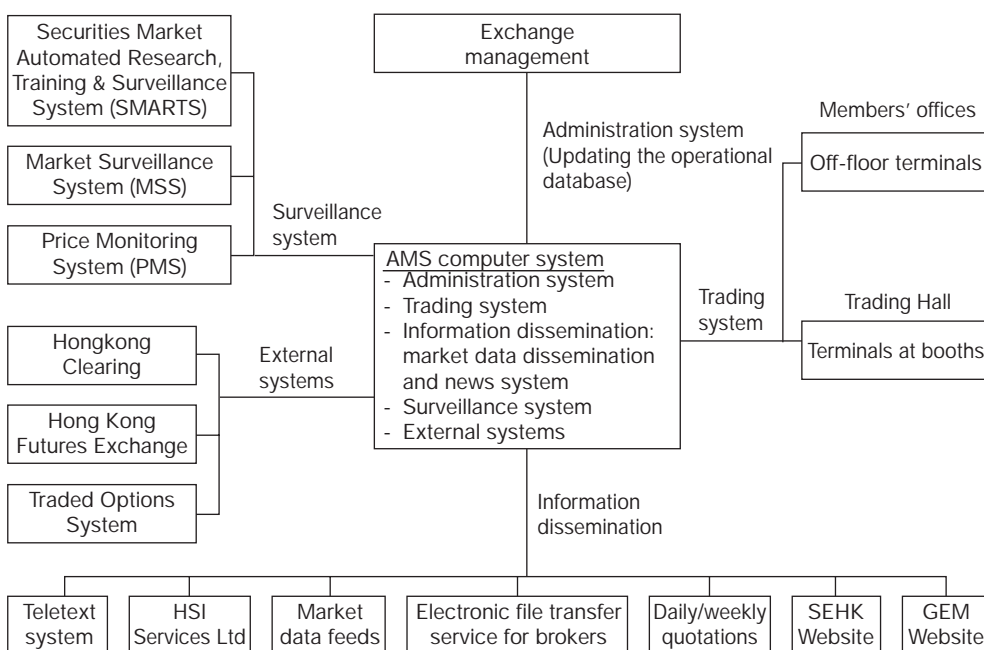 Securities Market
Automated Research,
Training & Surveillance
System (SMARTS)
Market Surveillance
System (MSS)
Price Monitoring
System (PMS)
Surveillance
system
Exchange
management
Administration system
(Updating the operational
database)
Members' offices
Off-floor terminals
Trading
system
Trading Hall
Terminals at booths
AMS computer system
- Administration system
- Trading system
- Information dissemination:
market data dissemination
and news system
- Surveillance system
- External systems
Hongkong
Clearing
Hong Kong
Futures Exchange
Traded Options
System
External
systems
Information
dissemination
Teletext
system
HSI
Services Ltd
Market
data feeds
Electronic file transfer
service for brokers
Daily/weekly
quotations
SEHK
Website
GEM
Website